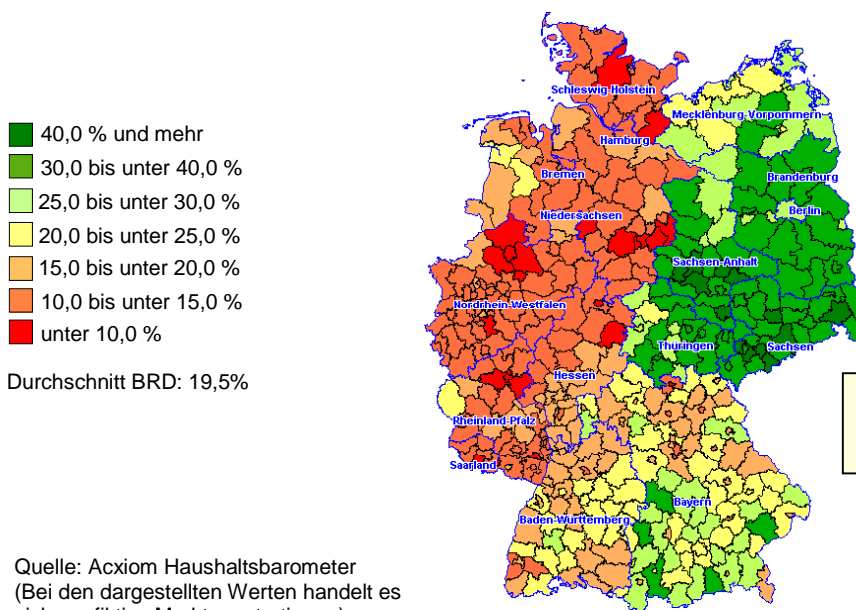 40,0 % und mehr
30,0 bis unter 40,0 %
25,0 bis unter 30,0 %
20,0 bis unter 25,0 %
15,0 bis unter 20,0 %
10,0 bis unter 15,0 %
unter 10,0 %
Durchschnitt BRD: 19,5%
Schleswig-Holstein
Mecklenburg-Vorpommern
Hamburg
Bremen
Brandenburg
Berlin
Niedersachsen
Sachsen-Anhalt
Nordrhein-Westfalen
Thüringen
Sachsen
Hessen
Rheinland-Pfalz
Saarland
Bayern
Baden-Württemberg
Quelle: Acxiom Haushaltsbarometer
(Bei den dargestellten Werten handelt es